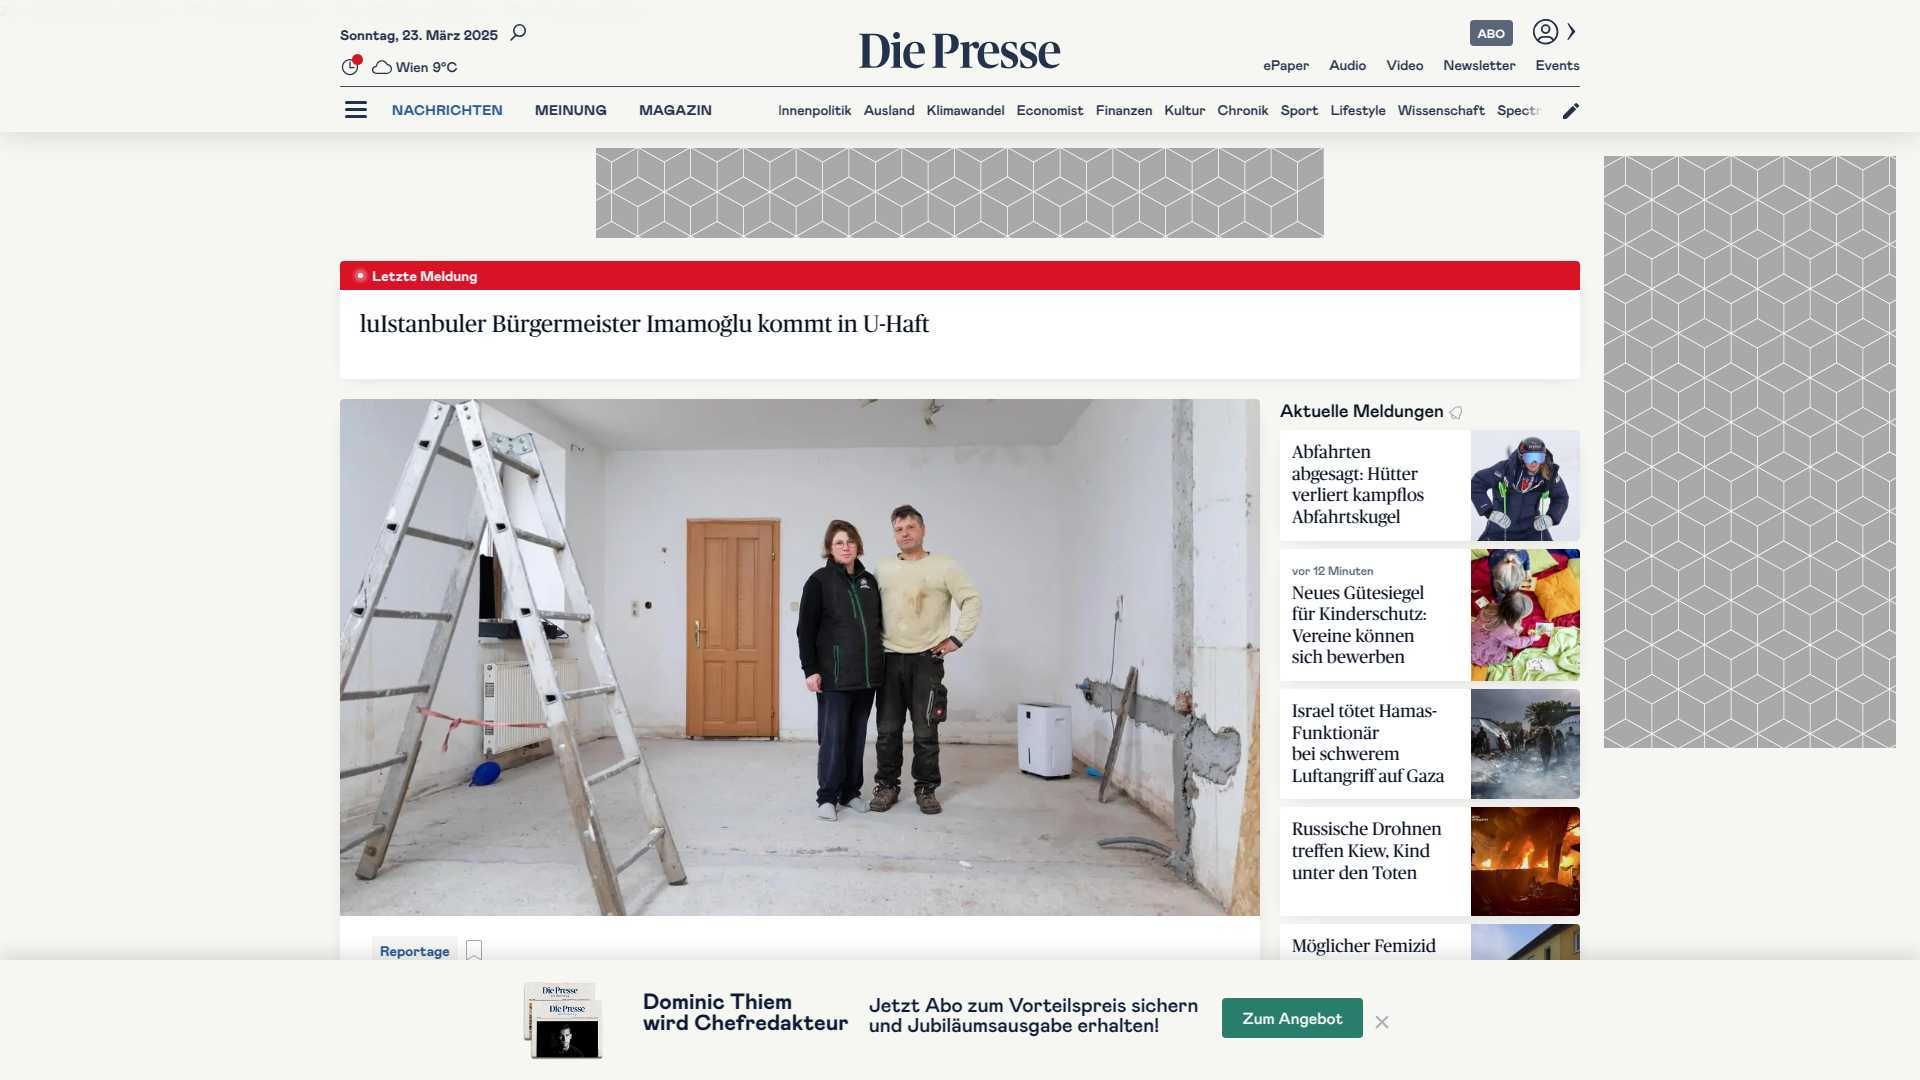 Sonntag, 23. März 2025
Wien 9°C
Die Presse
ABO
ePaper Audio Video Newsletter Events
NACHRICHTEN MEINUNG MAGAZIN
Innenpolitik Ausland Klimawandel Economist Finanzen Kultur Chronik Sport Lifestyle Wissenschaft
Letzte Meldung
luIstanbuler Bürgermeister Imamoğlu kommt in U-Haft
Aktuelle Meldungen
Abfahrten
abgesagt: Hütter
verliert kampflos
Abfahrtskugel
vor 12 Minuten
Neues Gütesiegel
für Kinderschutz:
Vereine können
sich bewerben
Israel tötet Hamas-
Funktionär
bei schwerem
Luftangriff auf Gaza
Russische Drohnen
treffen Kiew, Kind
unter den Toten
Möglicher Femizid
Reportage
Die Presse
Die Presse
Dominic Thiem
wird Chefredakteur
Jetzt Abo zum Vorteilspreis sichern
und Jubiläumsausgabe erhalten!
Zum Angebot